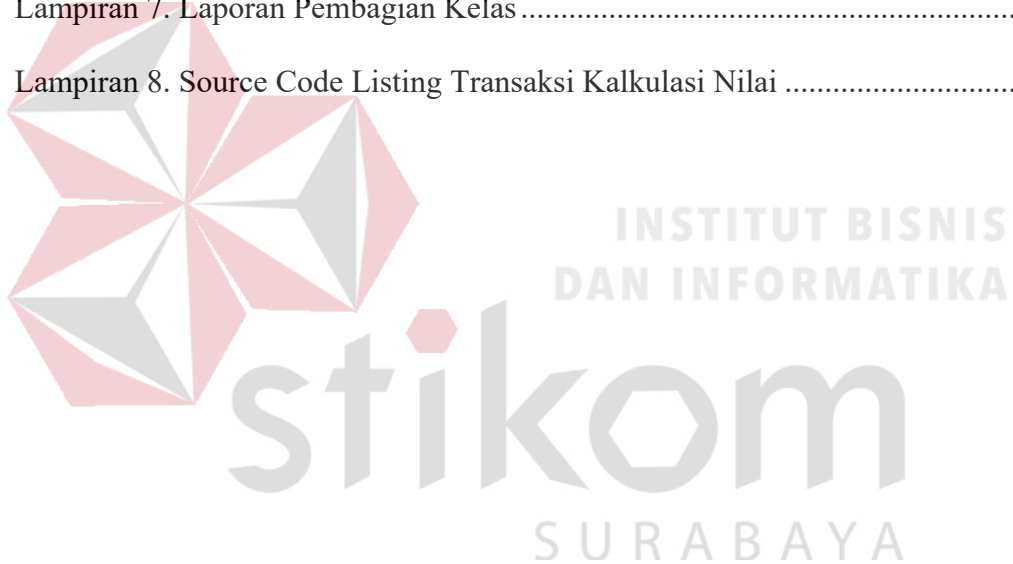 Lampiran 7. Laporan Pembagian Kelas ................................................................
Lampiran 8. Source Code Listing Transaksi Kalkulasi Nilai ............................
INSTITUT BISNIS
DAN INFORMATIKA
stikom
SURABAYA